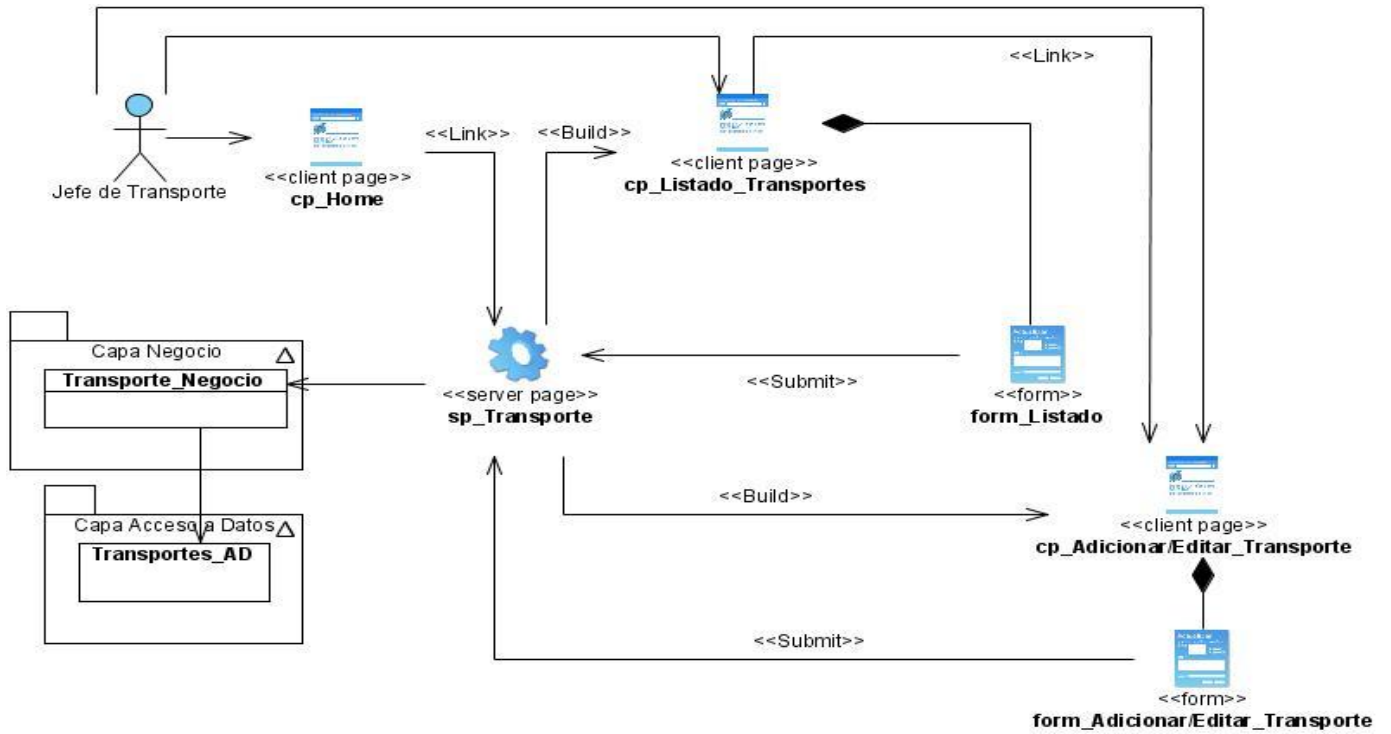 <<Link>>
<<Link>>
<<Build>>
<<client page>>
cp_Listado_Transportes
<<client page>>
cp_Home
Jefe de Transporte
Capa Negocio
Transporte_Negocio
<<server page>>
sp_Transporte
<<Submit>>
<<form>>
form_Listado
<<Build>>
Capa Acceso a Datos
Transportes_AD
<<client page>>
cp_Adicionar/Editar_Transporte
<<Submit>>
<<form>>
form_Adicionar/Editar_Transporte